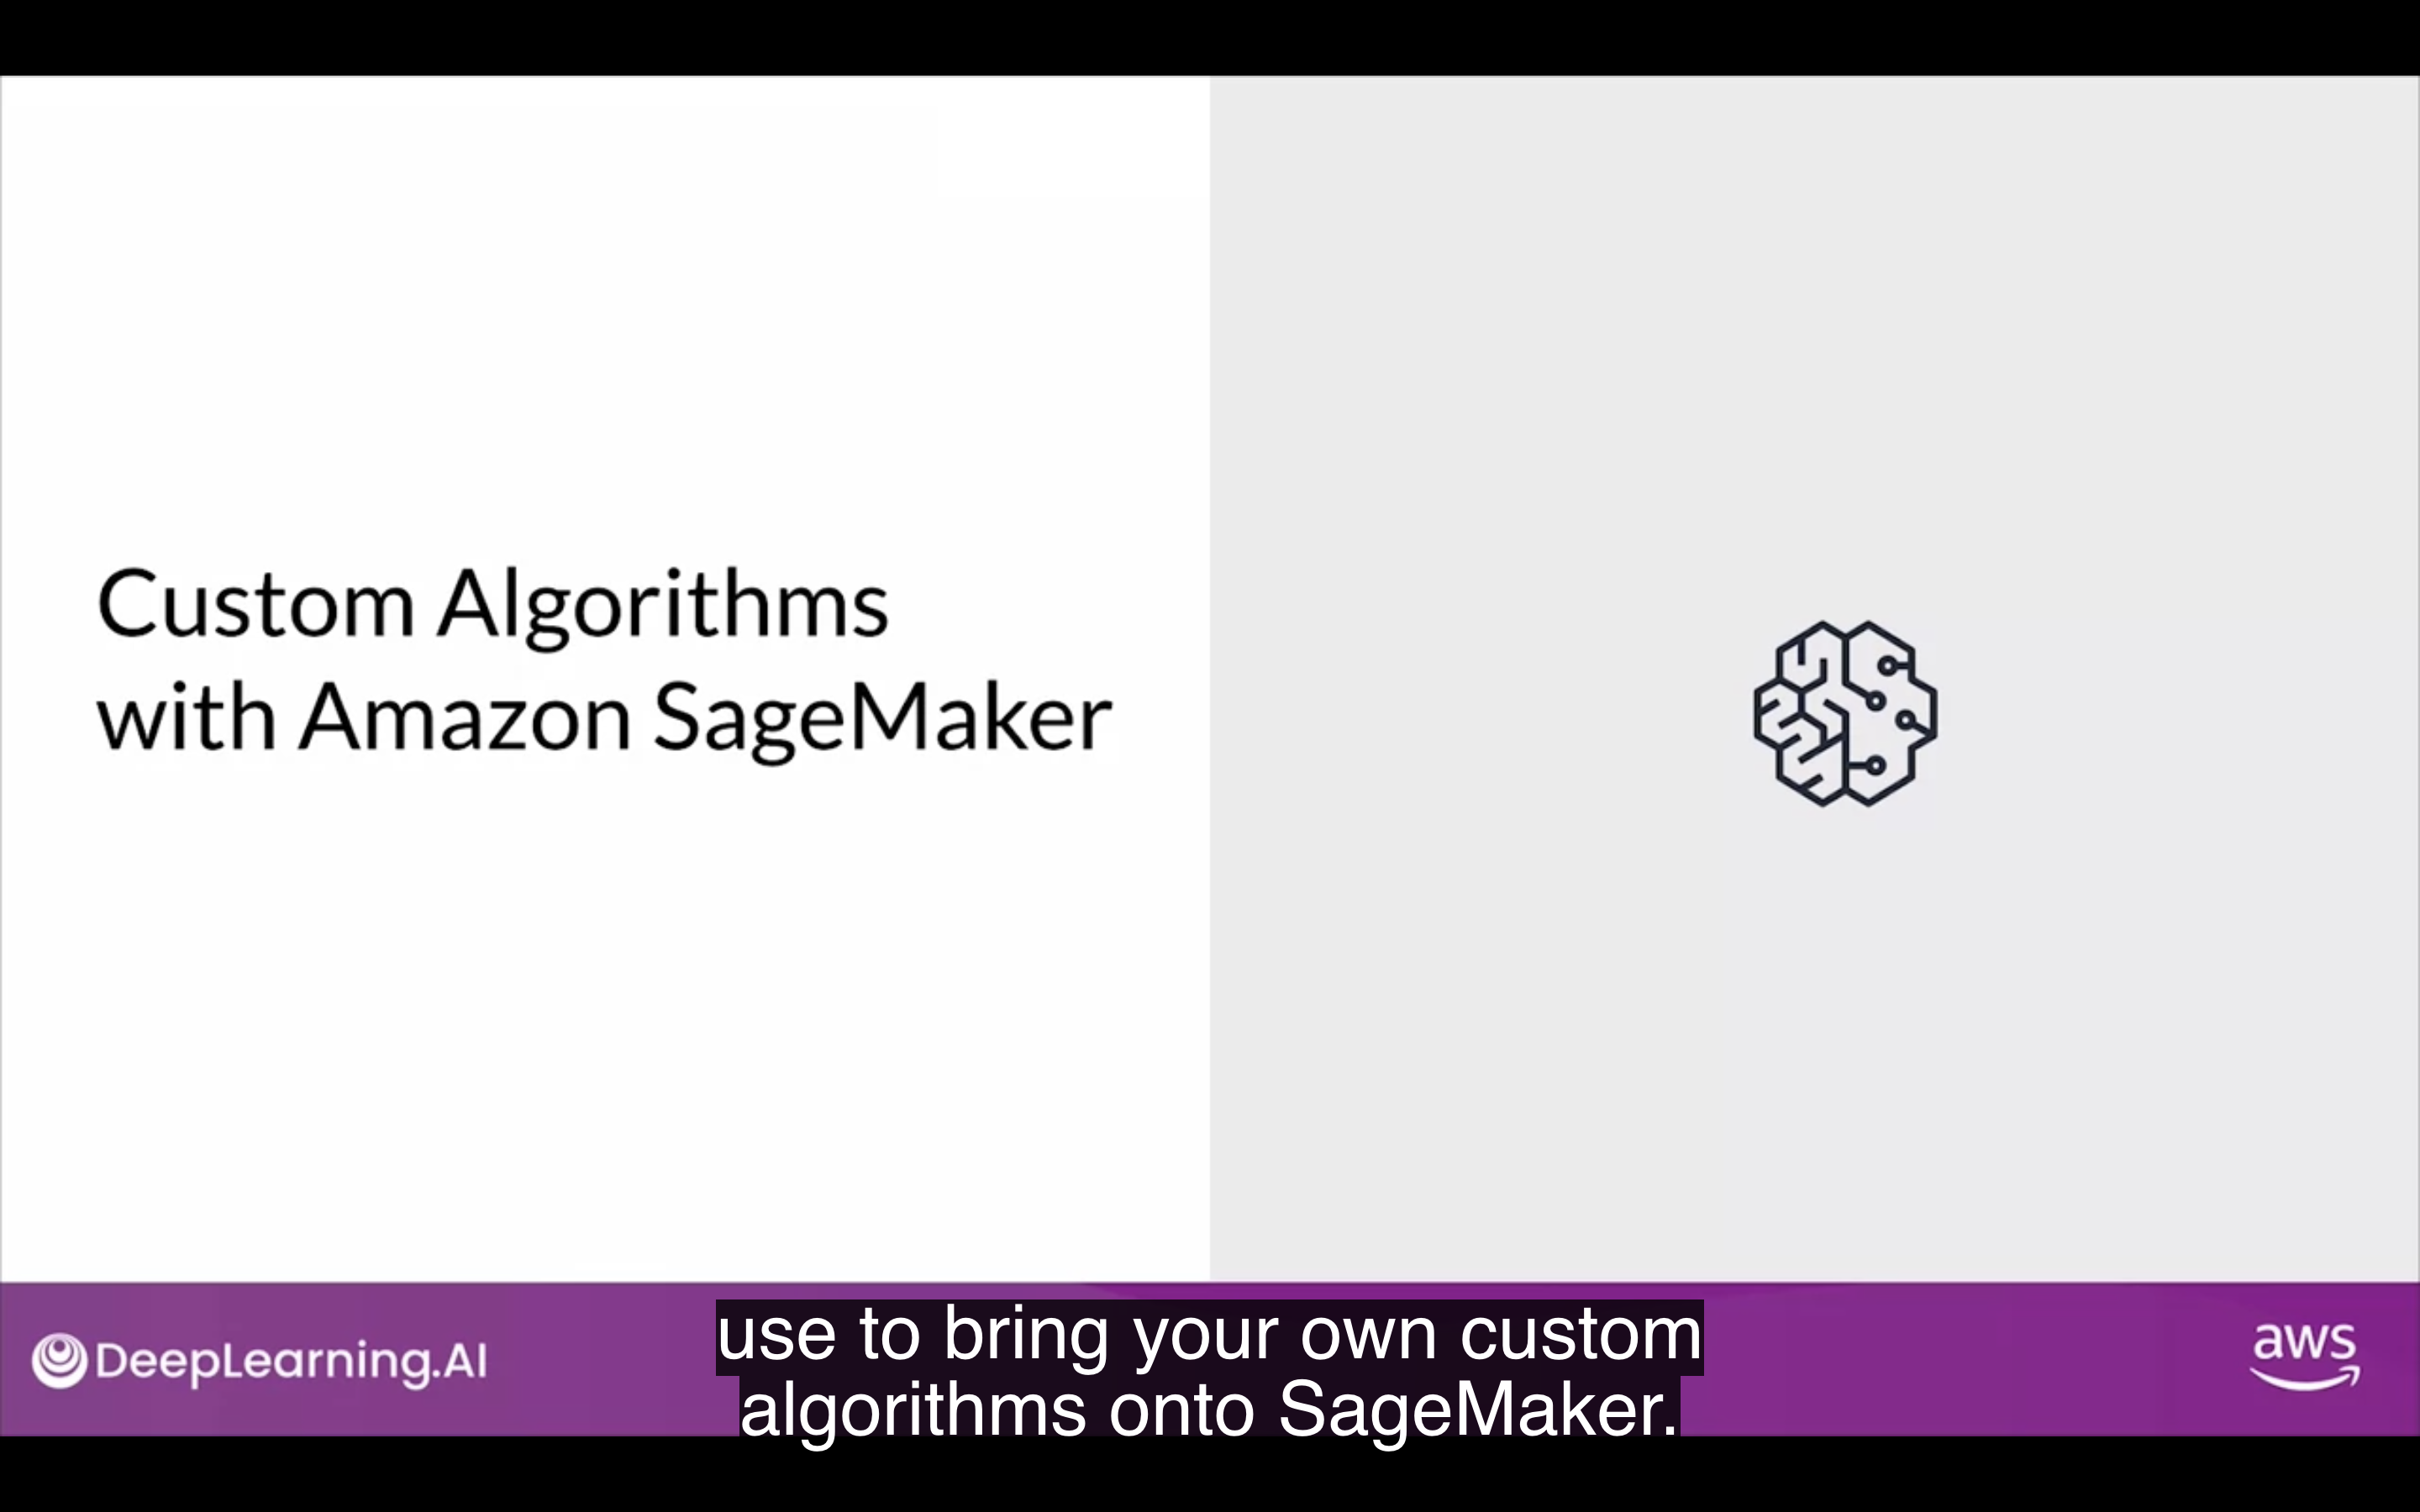 Custom Algorithms
with Amazon SageMaker
DeepLearning.AI
use to bring your own custom
algorithms onto SageMaker.
aws